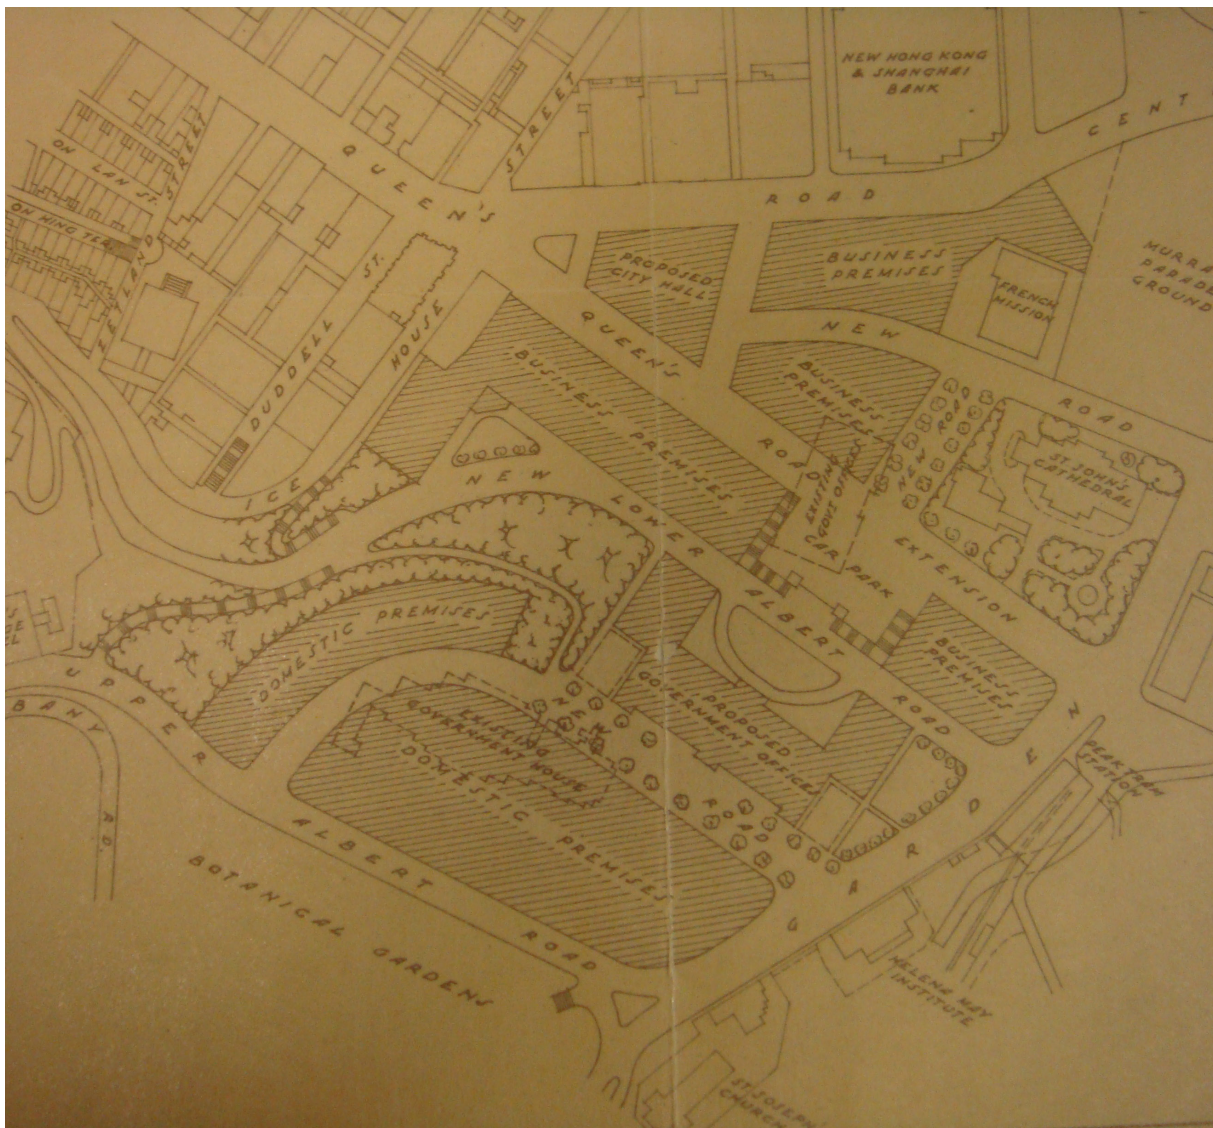 NEW HONG KONG
& SHANGHAI
BANK
STREET
STREET
ON LAN ST.
ON HING TER.
ZETLAND
QUEEN'S
ROAD
CENT
MURRA
PARADE
GROUND
PROPOSED
CITY HALL
BUSINESS
PREMISES
FRENCH
MISSION
DUDDELL ST.
ICE HOUSE
QUEEN'S
ROAD
EXTENSION
NEW
ROAD
BUSINESS
PREMISES
BUSINESS
PREMISES
EXISTING
GOVT. OFFICES
CAR PARK
NEW ROAD
ST. JOHN'S
CATHEDRAL
NEW LOWER ALBERT ROAD
BUSINESS
PREMISES
DOMESTIC PREMISES
PROPOSED
GOVERNMENT OFFICES
NEW
ROAD
EXISTING
GOVERNMENT HOUSE
DOMESTIC PREMISES
UPPER
ALBERT
ROAD
BANY
RD.
BOTANICAL GARDENS
GARDEN
PEAK TRAM
STATION
HELENA MAY
INSTITUTE
ST. JOSEPH'
CHURCH